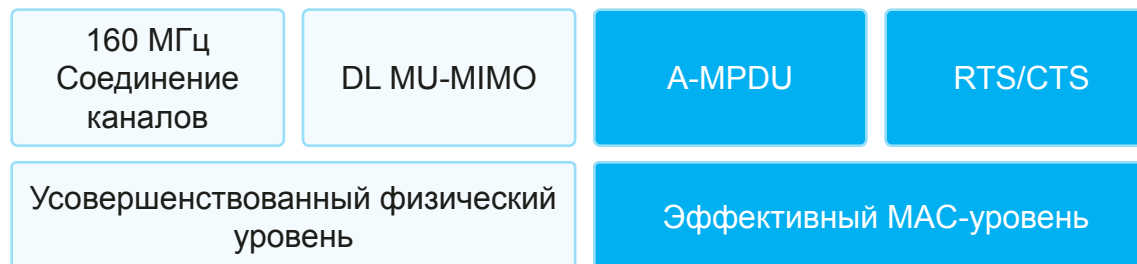 160 МГц
Соединение
каналов
DL MU-MIMO
A-MPDU
RTS/CTS
Усовершенствованный физический
уровень
Эффективный MAC-уровень